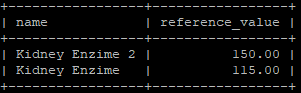 +------------------+-----------------+
| name             | reference_value |
+------------------+-----------------+
| Kidney Enzime 2  |          150.00 |
| Kidney Enzime    |          115.00 |
+------------------+-----------------+